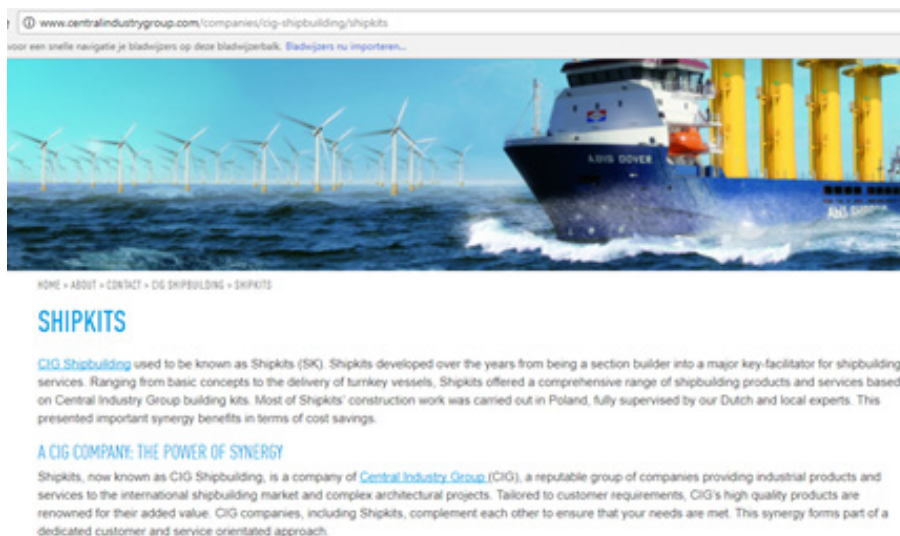 www.centralindustrygroup.com/companies/cig-shipbuilding/shipkits
voor een snelle navigatie je bladwijzers op deze bladwijzerbalk. Bladwijzers nu importeren...
ABIS DOVER
HOME » ABOUT » CONTACT » CIG SHIPBUILDING » SHIPKITS
SHIPKITS
CIG Shipbuilding used to be known as Shipkits (SK). Shipkits developed over the years from being a section builder into a major key-facilitator for shipbuilding
services. Ranging from basic concepts to the delivery of turnkey vessels, Shipkits offered a comprehensive range of shipbuilding products and services based
on Central Industry Group building kits. Most of Shipkits' construction work was carried out in Poland, fully supervised by our Dutch and local experts. This
presented important synergy benefits in terms of cost savings.
A CIG COMPANY: THE POWER OF SYNERGY
Shipkits, now known as CIG Shipbuilding, is a company of Central Industry Group (CIG), a reputable group of companies providing industrial products and
services to the international shipbuilding market and complex architectural projects. Tailored to customer requirements, CIG's high quality products are
renowned for their added value. CIG companies, including Shipkits, complement each other to ensure that your needs are met. This synergy forms part of a
dedicated customer and service orientated approach.